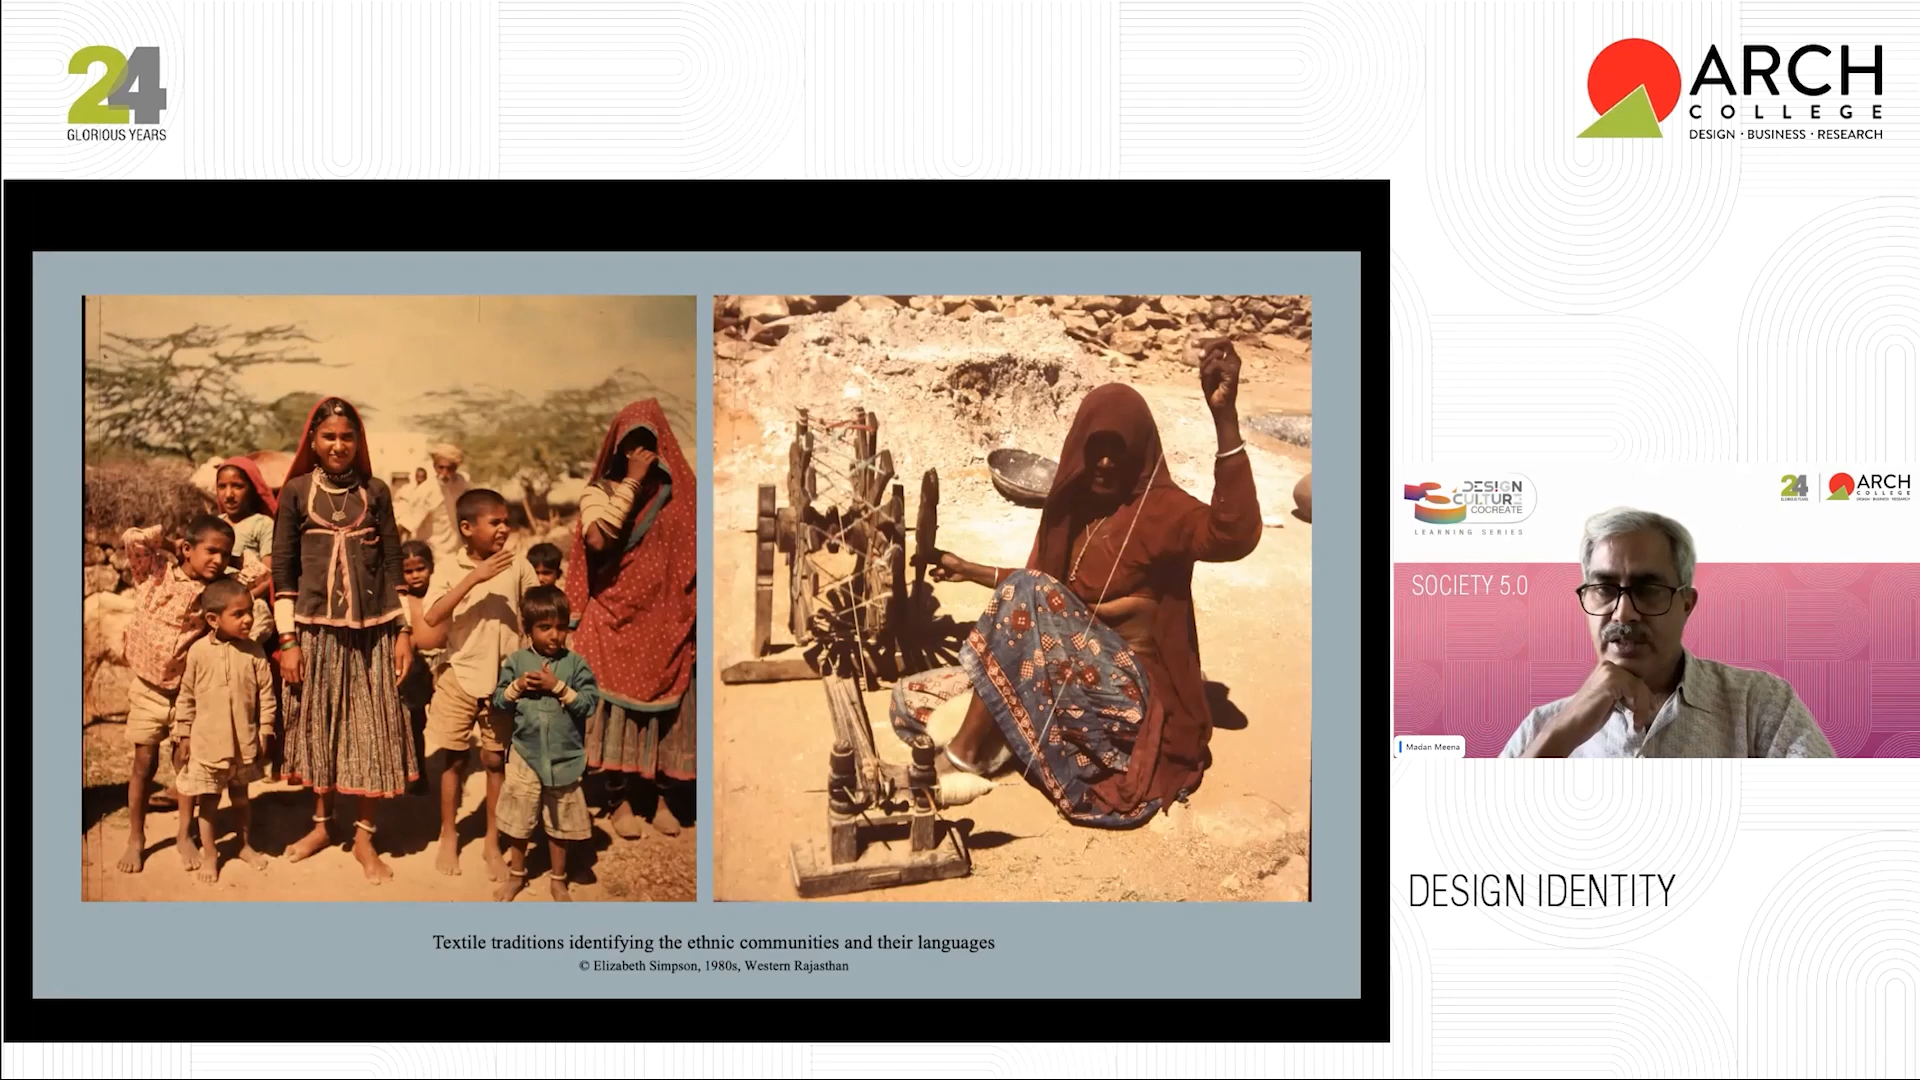 24
GLORIOUS YEARS
ARCH
COLLEGE
DESIGN · BUSINESS · RESEARCH
Textile traditions identifying the ethnic communities and their languages
© Elizabeth Simpson, 1980s, Western Rajasthan
DESIGN
CULTURE
COCREATE
LEARNING SERIES
24
ARCH
SOCIETY 5.0
Madan Meena
DESIGN IDENTITY